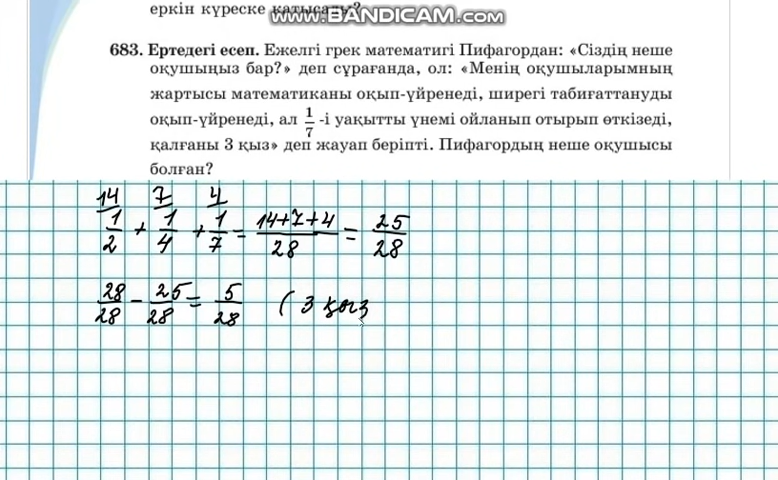 еркін күреске қатысады?
WWW.BANDICAM.COM
683. Ертедегі есеп. Ежелгі грек математигі Пифагордан: «Сіздің неше
оқушыңыз бар?» деп сұрағанда, ол: «Менің оқушыларымның
жартысы математиканы оқып-үйренеді, ширегі табиғаттануды
оқып-үйренеді, ал 1/7 -і уақытты үнемі ойланып отырып өткізеді,
қалғаны 3 қыз» деп жауап беріпті. Пифагордың неше оқушысы
болған?
14 7 4
1/2 + 1/4 + 1/7 = 14+7+4/28 = 25/28
28/28 - 25/28 = 5/28 (3 қыз